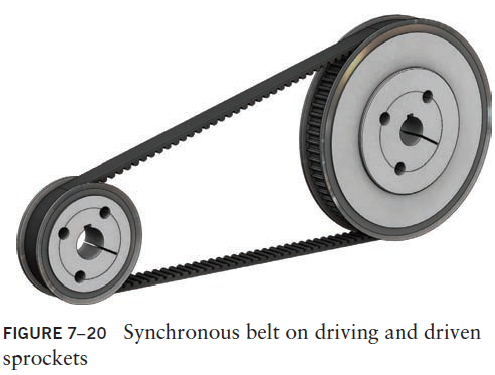 FIGURE 7–20 Synchronous belt on driving and driven
sprockets